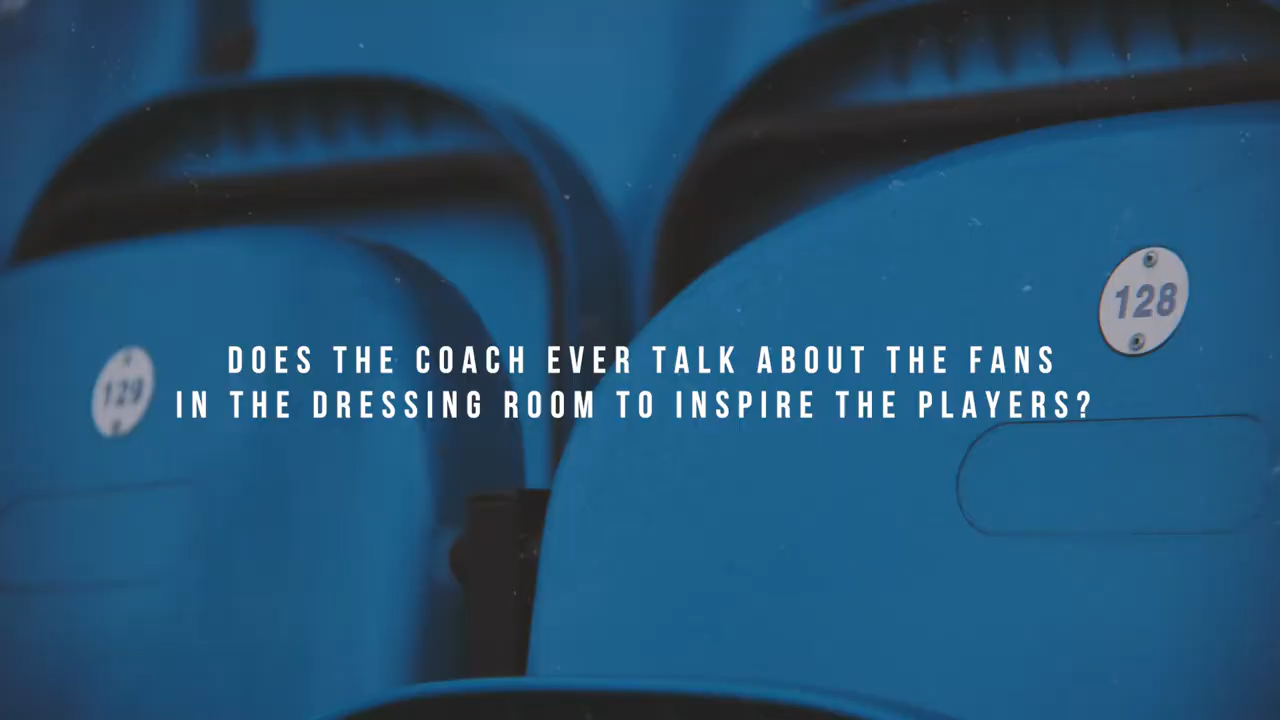 DOES THE COACH EVER TALK ABOUT THE FANS
IN THE DRESSING ROOM TO INSPIRE THE PLAYERS?
128
129